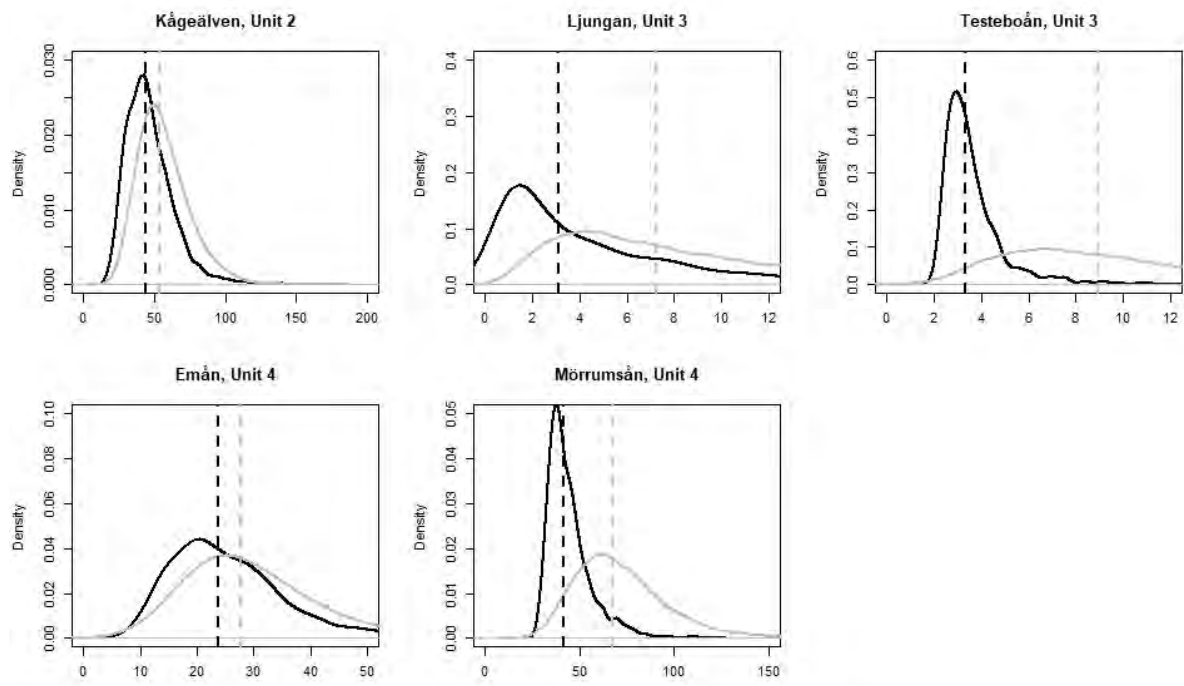 Kågeälven, Unit 2
Density
0.000
0.010
0.020
0.030
0 50 100 150 200
Ljungan, Unit 3
Density
0.0
0.1
0.2
0.3
0.4
0 2 4 6 8 10 12
Testeboån, Unit 3
Density
0.0
0.1
0.2
0.3
0.4
0.5
0.6
0 2 4 6 8 10 12
Emån, Unit 4
Density
0.00
0.02
0.04
0.06
0.08
0.10
0 10 20 30 40 50
Mörrumsån, Unit 4
Density
0.00
0.01
0.02
0.03
0.04
0.05
0 50 100 150